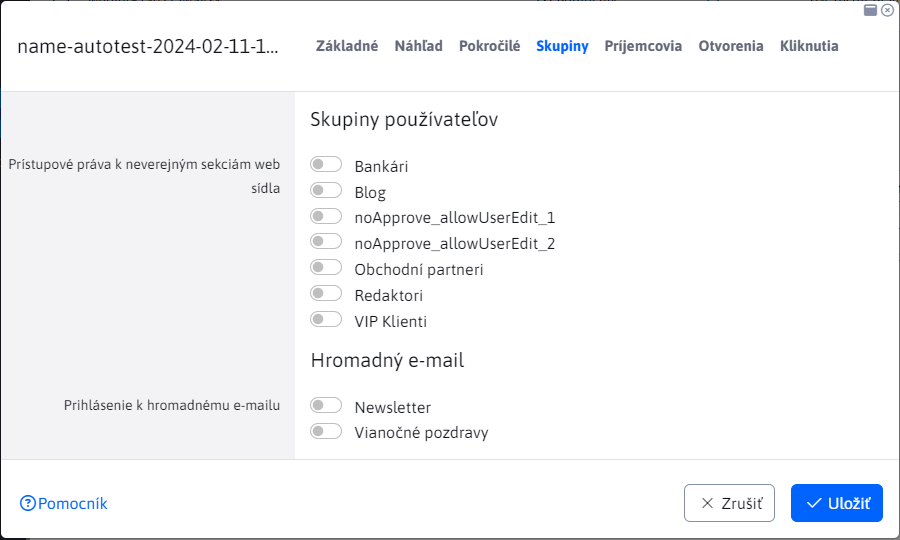 name-autotest-2024-02-11-1...
Základné Náhľad Pokročilé Skupiny Príjemcovia Otvorenia Kliknutia
Skupiny používateľov
Prístupové práva k neverejným sekciám web
sídla
Bankári
Blog
noApprove_allowUserEdit_1
noApprove_allowUserEdit_2
Obchodní partneri
Redaktori
VIP Klienti
Hromadný e-mail
Prihlásenie k hromadnému e-mailu
Newsletter
Vianočné pozdravy
Pomocník
Zrušiť
Uložiť